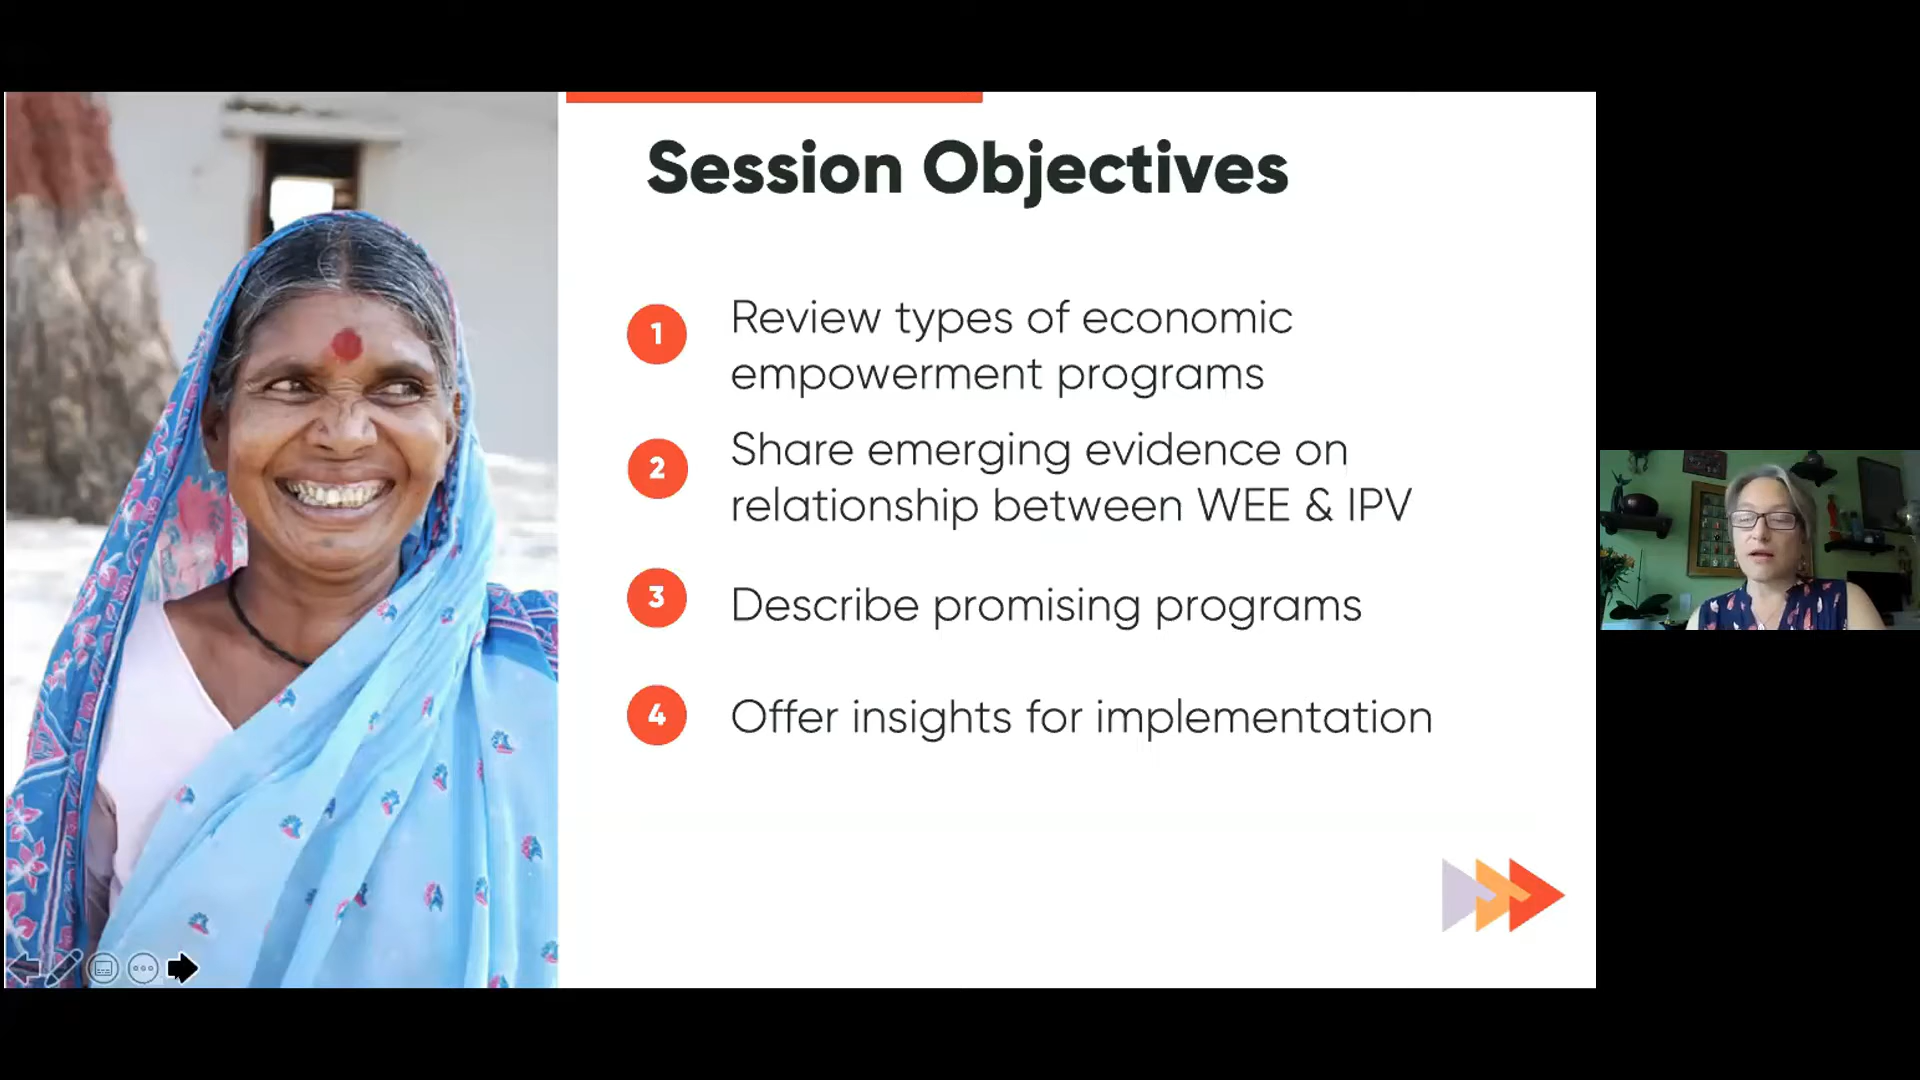 Session Objectives
1
Review types of economic
empowerment programs
2
Share emerging evidence on
relationship between WEE & IPV
3
Describe promising programs
4
Offer insights for implementation